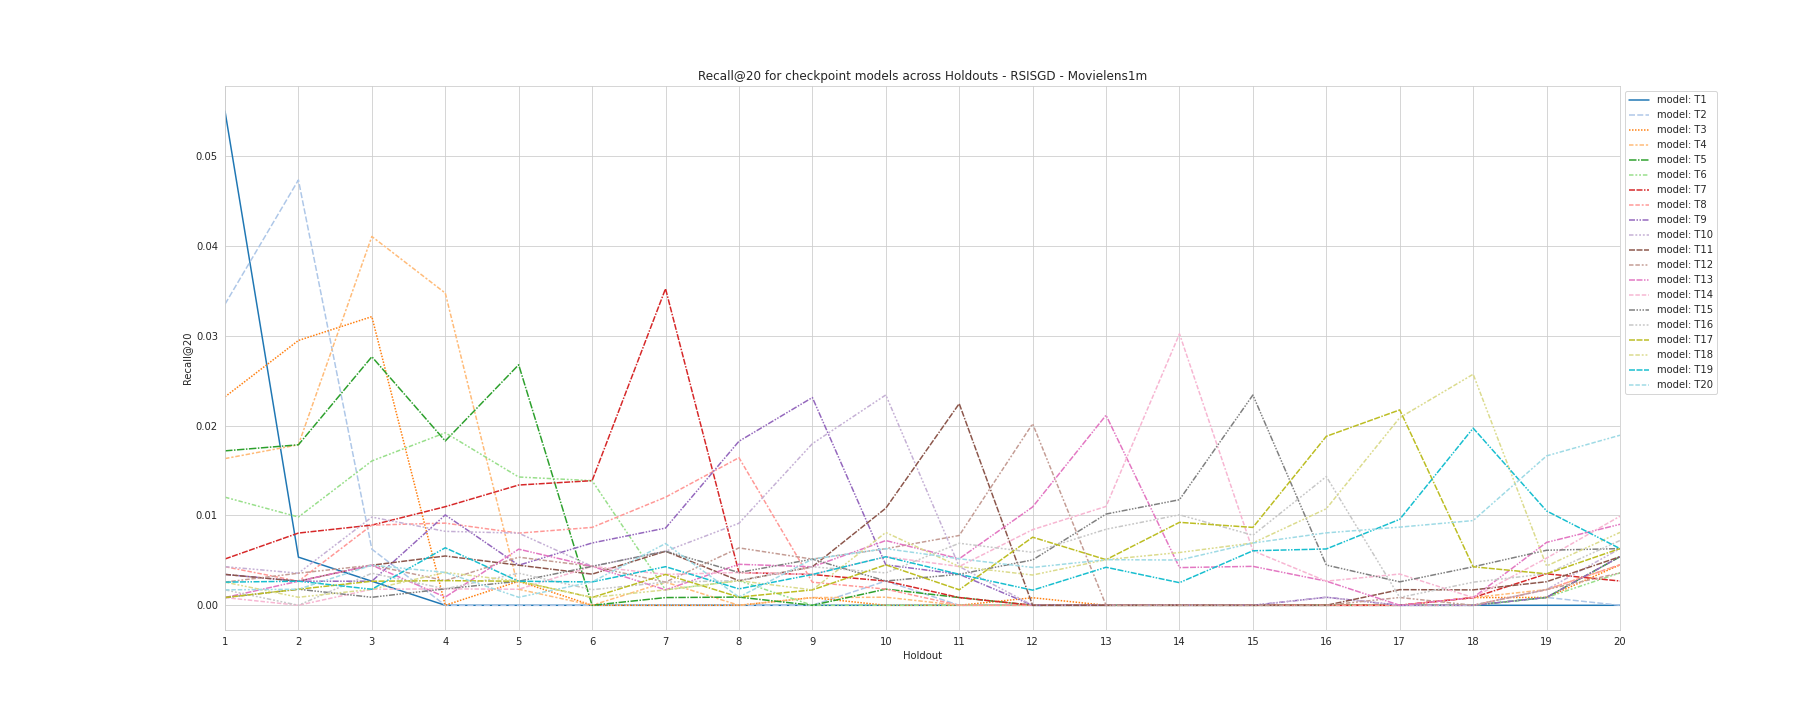 Recall@20 for checkpoint models across Holdouts - RSISGD - Movielens1m
model: T1
model: T2
model: T3
model: T4
model: T5
model: T6
model: T7
model: T8
model: T9
model: T10
model: T11
model: T12
model: T13
model: T14
model: T15
model: T16
model: T17
model: T18
model: T19
model: T20
Recall@20
0.05
0.04
0.03
0.02
0.01
0.00
1 2 3 4 5 6 7 8 9 10 11 12 13 14 15 16 17 18 19 20
Holdout